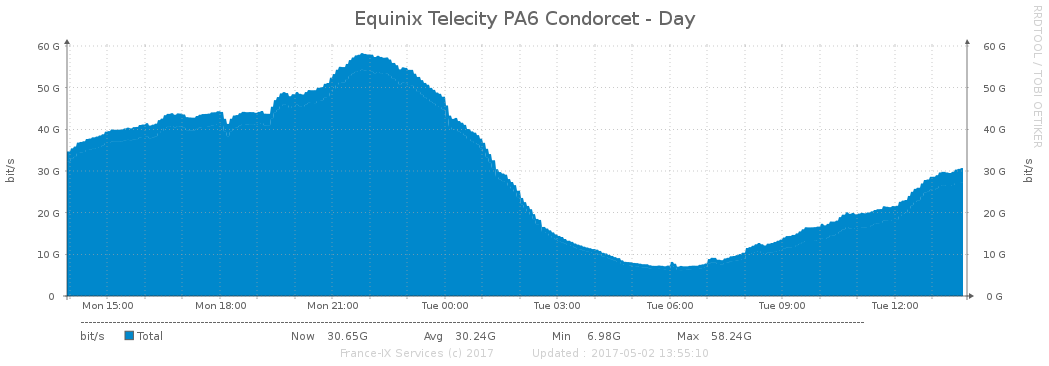 Equinix Telecity PA6 Condorcet - Day
RRDTOOL / TOBI OETIKER
bit/s
60 G
50 G
40 G
30 G
20 G
10 G
0
60 G
50 G
40 G
30 G
20 G
10 G
0 G
bit/s
Mon 15:00 Mon 18:00 Mon 21:00 Tue 00:00 Tue 03:00 Tue 06:00 Tue 09:00 Tue 12:00
bit/s Total Now 30.65G Avg 30.24G Min 6.98G Max 58.24G
France-IX Services (c) 2017 Updated : 2017-05-02 13:55:10